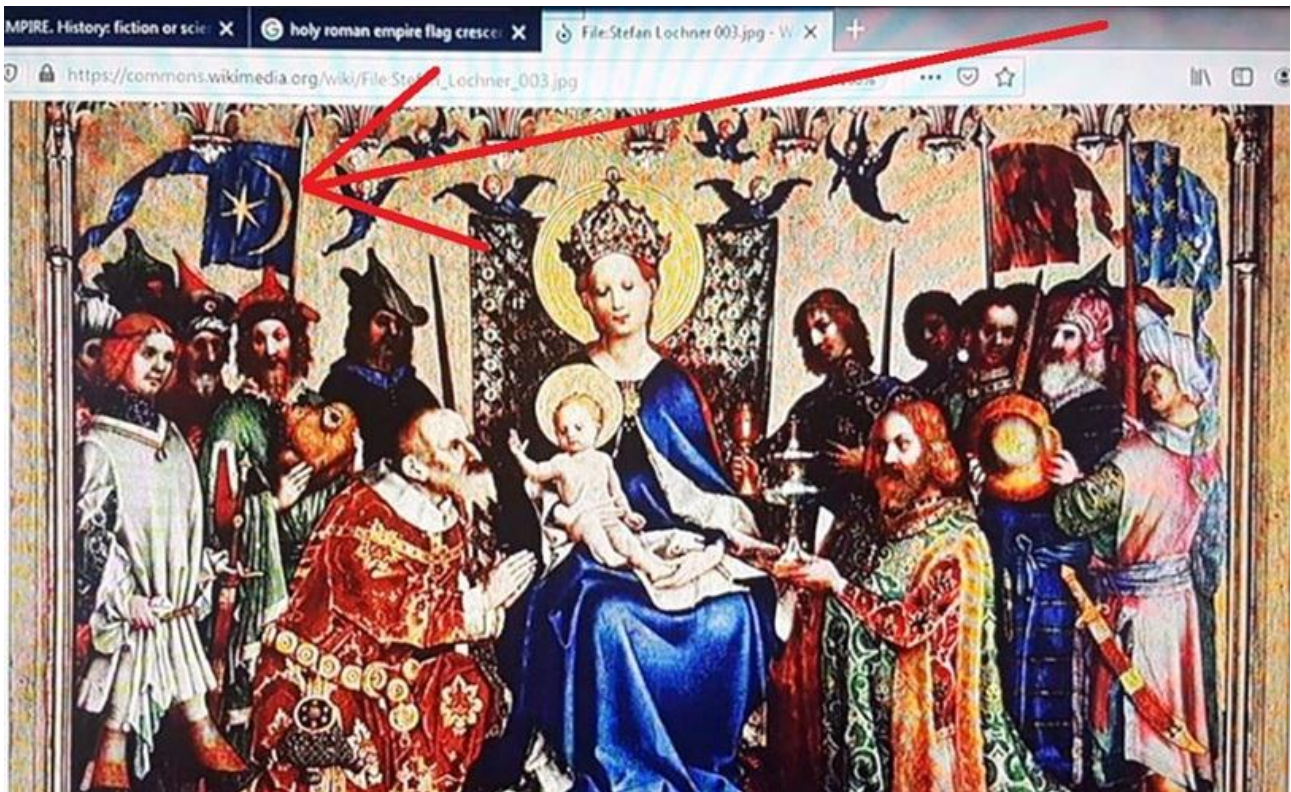 MPIRE. History: fiction or scie
holy roman empire flag cresce
File:Stefan Lochner 003.jpg - W
https://commons.wikimedia.org/wiki/File:Stefan_Lochner_003.jpg